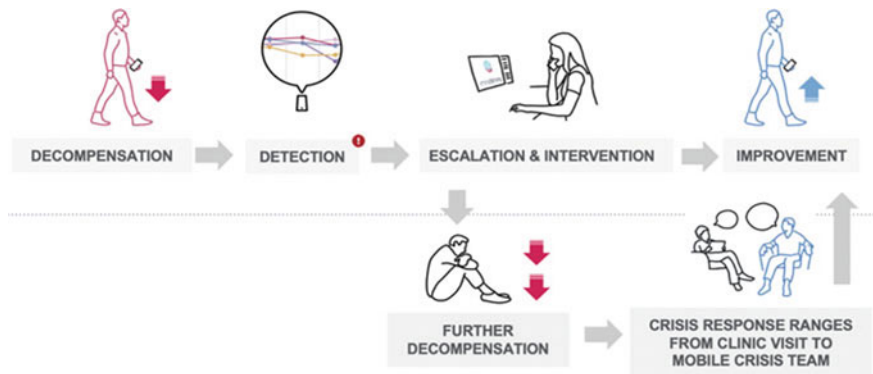 DECOMPENSATION
DETECTION
!
ESCALATION & INTERVENTION
IMPROVEMENT
FURTHER
DECOMPENSATION
CRISIS RESPONSE RANGES
FROM CLINIC VISIT TO
MOBILE CRISIS TEAM